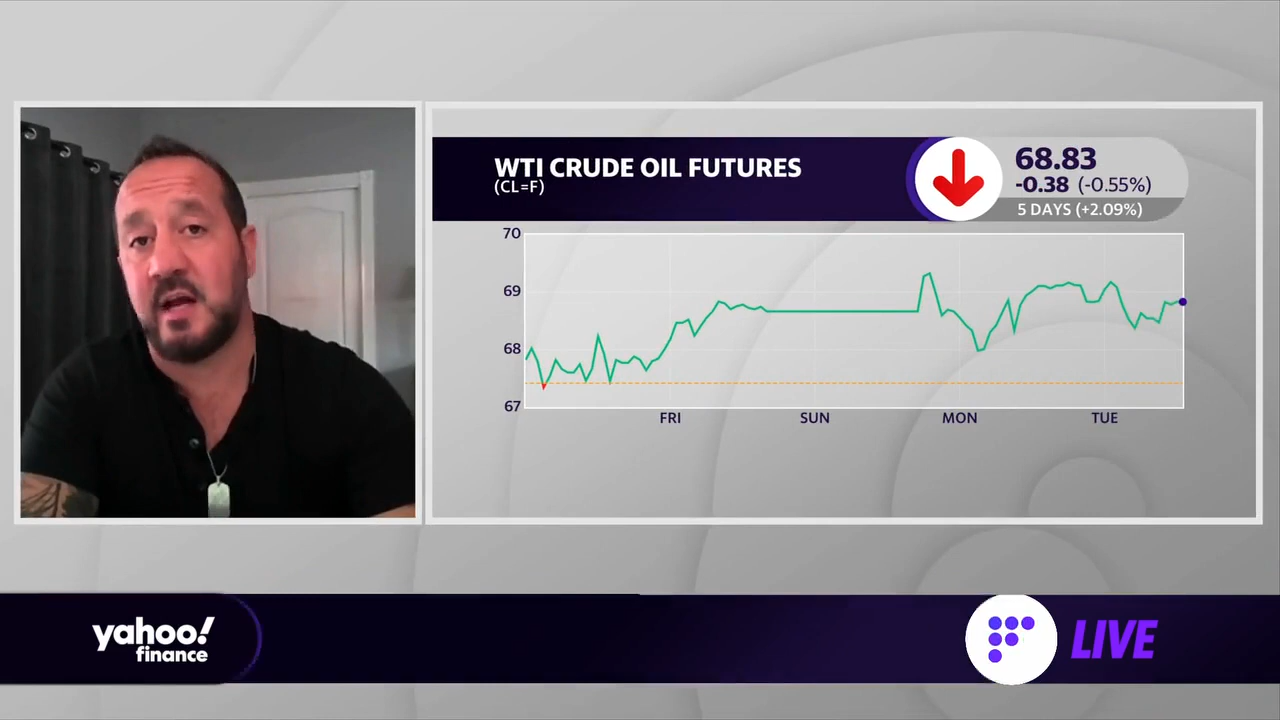 WTI CRUDE OIL FUTURES
(CL=F)
68.83
-0.38 (-0.55%)
5 DAYS (+2.09%)
70
69
68
67
FRI SUN MON TUE
yahoo!
finance
LIVE